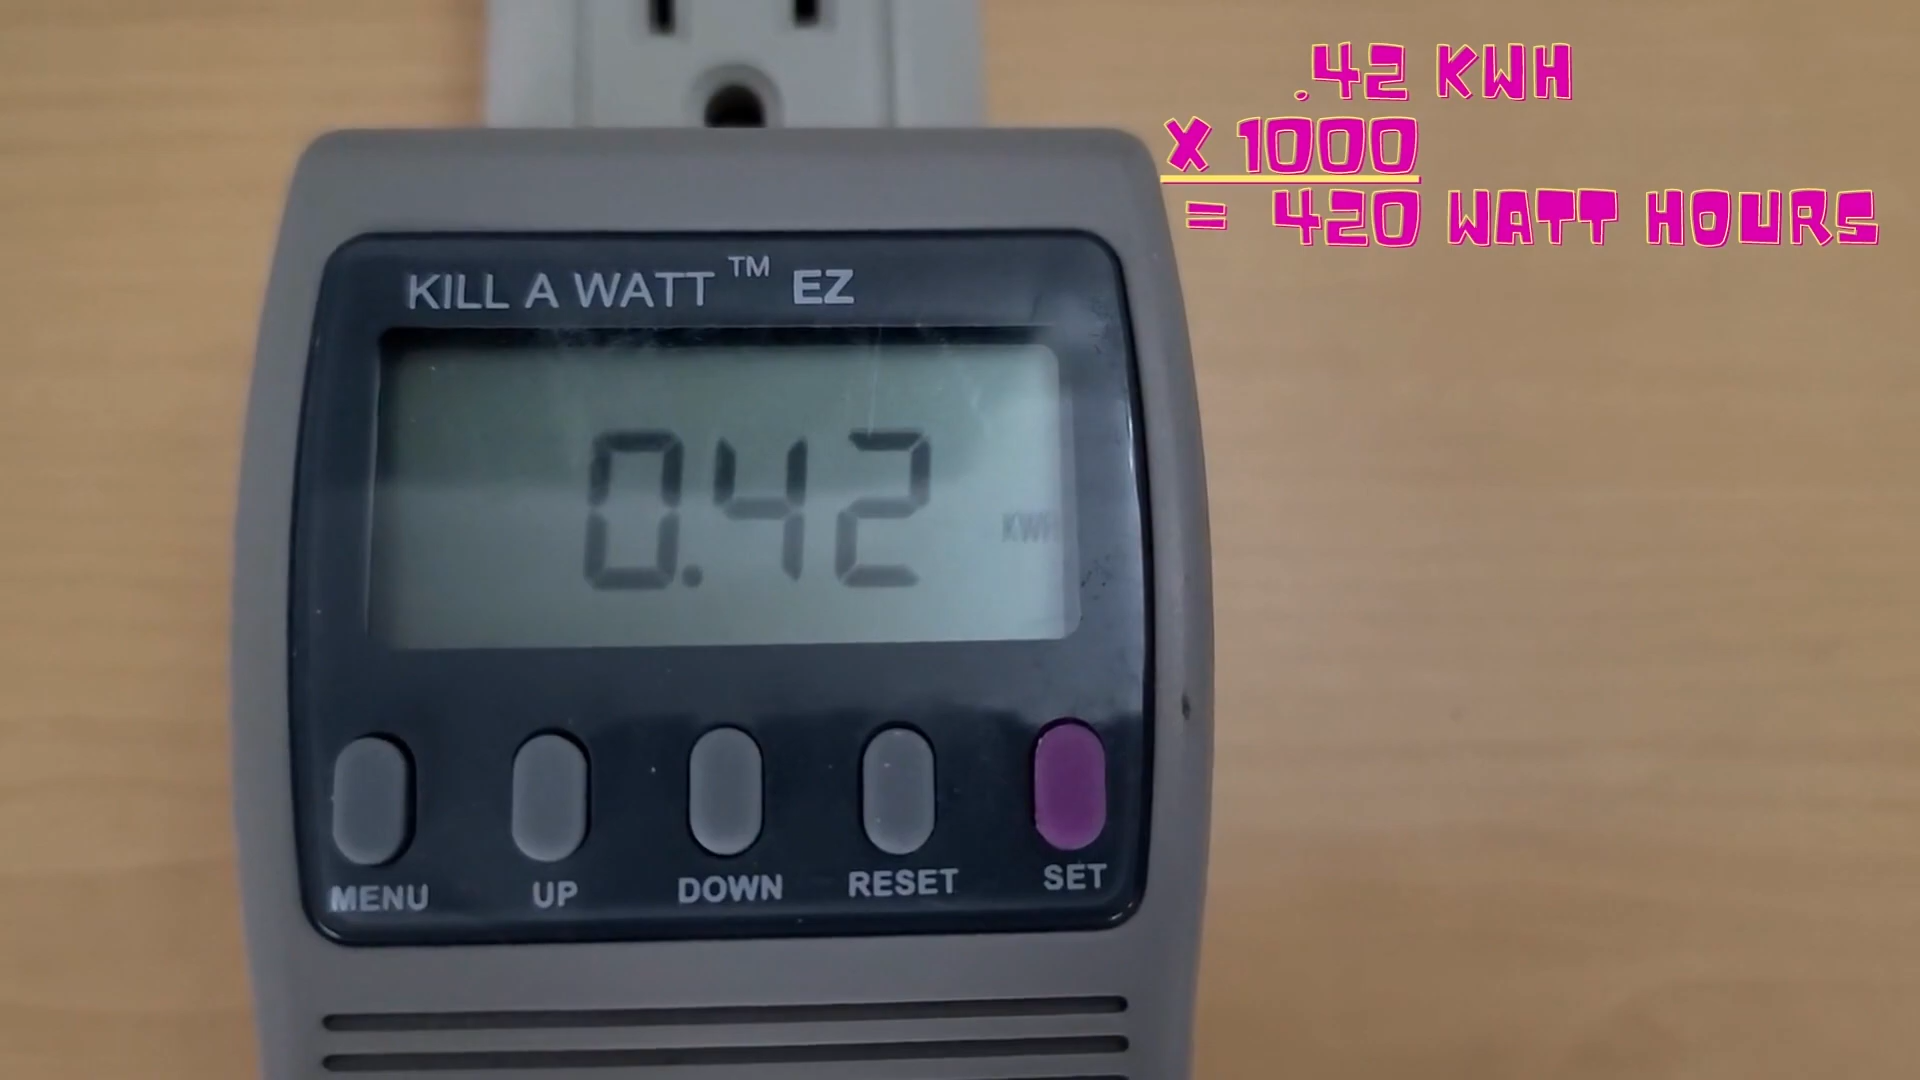 .42 KWH
X 1000
= 420 WATT HOURS
KILL A WATT ™ EZ
0.42
KWH
MENU UP DOWN RESET SET